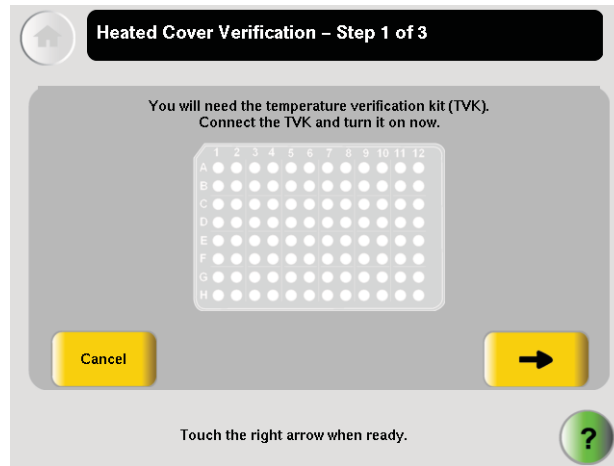 Heated Cover Verification – Step 1 of 3
You will need the temperature verification kit (TVK).
Connect the TVK and turn it on now.
1 2 3 4 5 6 7 8 9 10 11 12
A
B
C
D
E
F
G
H
Cancel
Touch the right arrow when ready.
?